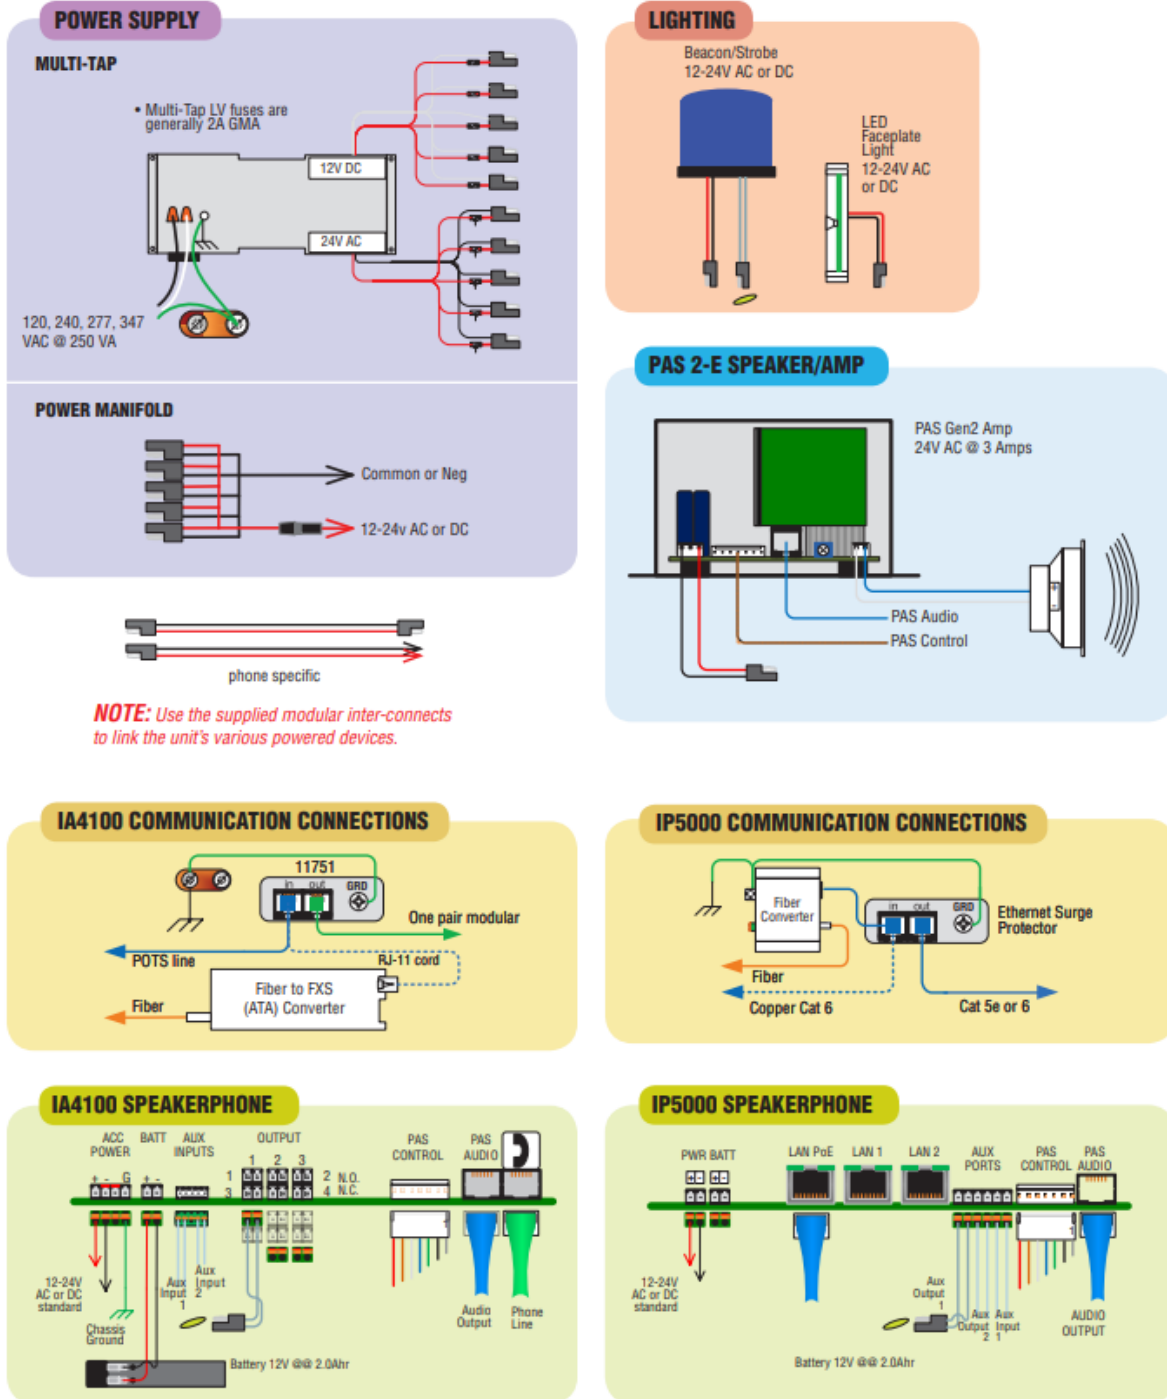 POWER SUPPLY
MULTI-TAP
• Multi-Tap LV fuses are
generally 2A GMA
12V DC
24V AC
120, 240, 277, 347
VAC @ 250 VA
POWER MANIFOLD
Common or Neg
12-24v AC or DC
phone specific
NOTE: Use the supplied modular inter-connects
to link the unit's various powered devices.
LIGHTING
Beacon/Strobe
12-24V AC or DC
LED
Faceplate
Light
12-24V AC
or DC
PAS 2-E SPEAKER/AMP
PAS Gen2 Amp
24V AC @ 3 Amps
+
-
PAS Audio
PAS Control
IA4100 COMMUNICATION CONNECTIONS
11751
in out GRD
One pair modular
POTS line
RJ-11 cord
Fiber to FXS
(ATA) Converter
Fiber
IP5000 COMMUNICATION CONNECTIONS
Fiber
Converter
in out GRD
Ethernet Surge
Protector
Fiber
Copper Cat 6
Cat 5e or 6
IA4100 SPEAKERPHONE
ACC
POWER
BATT
AUX
INPUTS
OUTPUT
PAS
CONTROL
PAS
AUDIO
1 2 3
+ - G
+ -
1
3
2 N.O.
4 N.C.
12-24V
AC or DC
standard
Chassis
Ground
Aux
Input
1
Aux
Input
2
Audio
Output
Phone
Line
Battery 12V @@ 2.0Ahr
IP5000 SPEAKERPHONE
PWR BATT
LAN PoE
LAN 1
LAN 2
AUX
PORTS
PAS
CONTROL
PAS
AUDIO
+ - + -
1
12-24V
AC or DC
standard
Aux
Output
1
Aux
Output
2
Aux
Input
1
AUDIO
OUTPUT
Battery 12V @@ 2.0Ahr